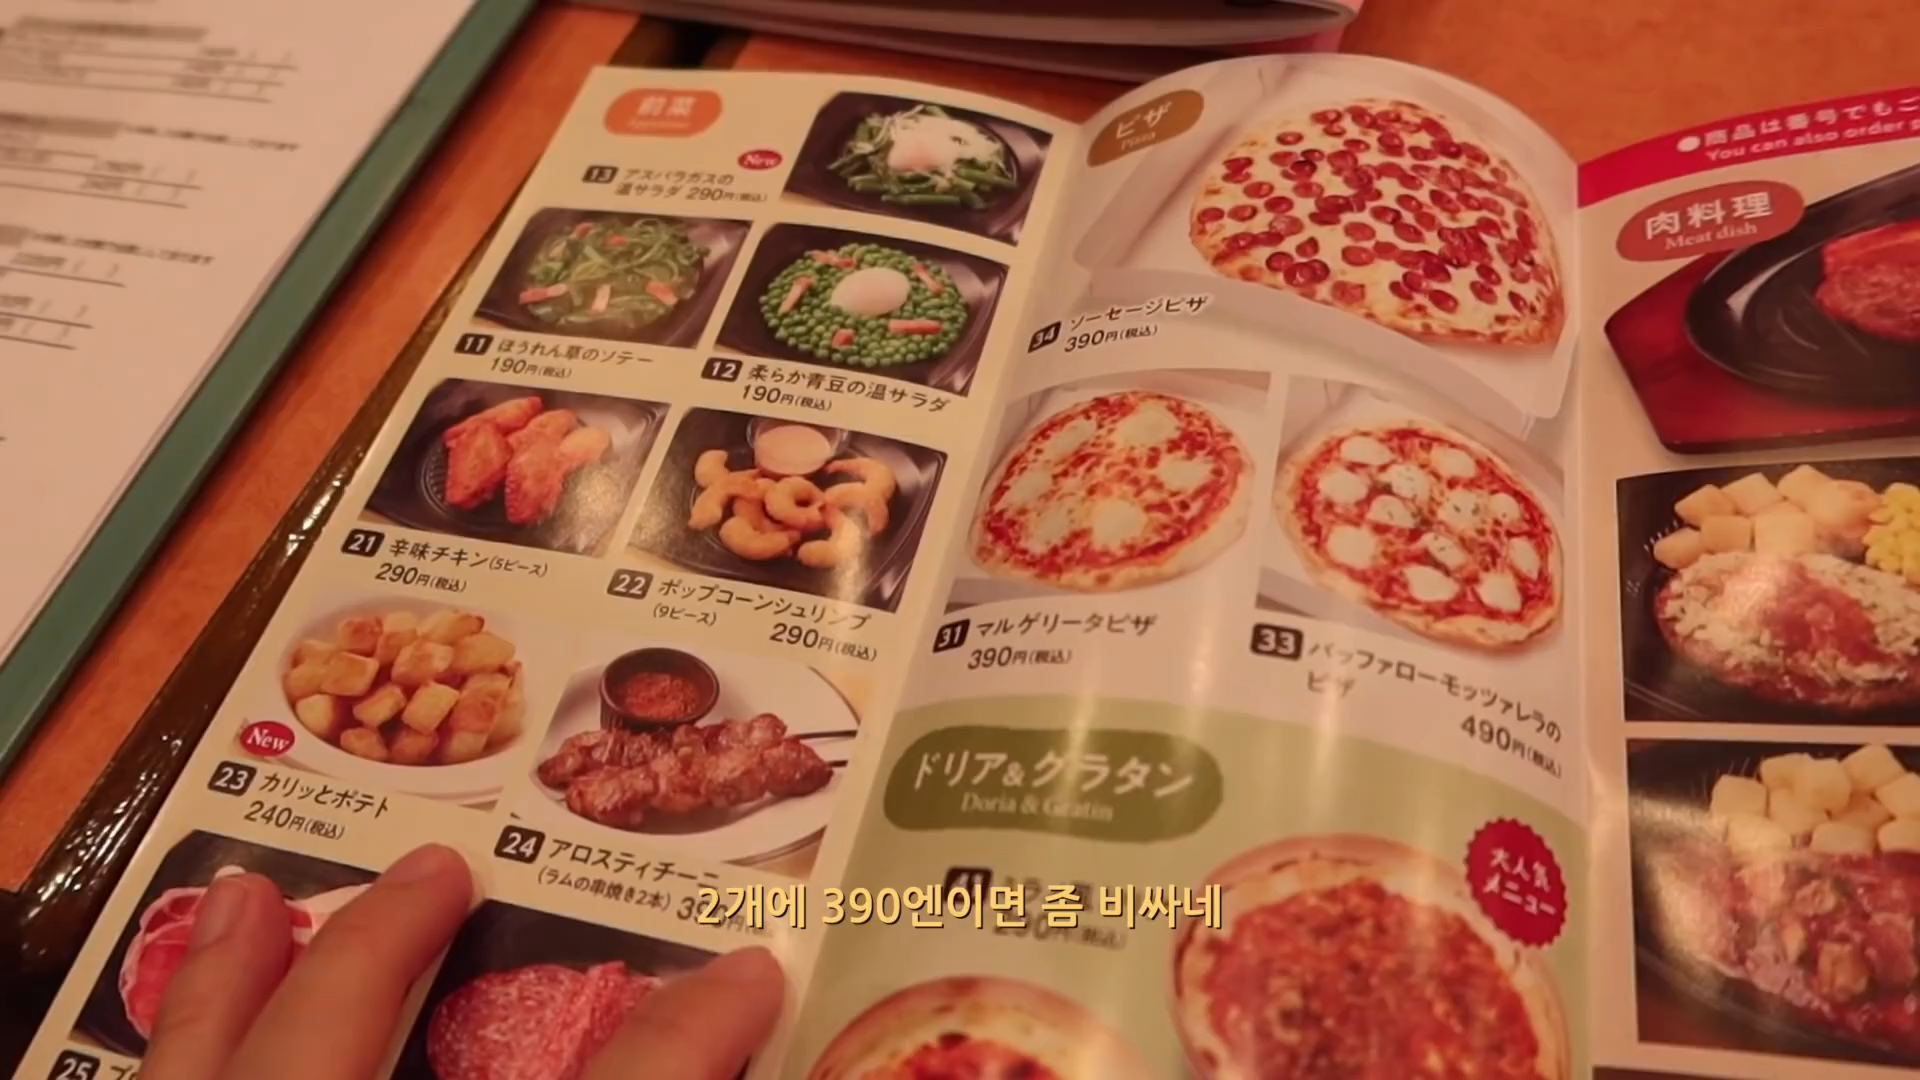 前菜
New
13 アスパラガスの
温サラダ 290円(税込)
11 ほうれん草のソテー
190円(税込)
12 柔らか青豆の温サラダ
190円(税込)
21 辛味チキン(5ピース)
290円(税込)
22 ポップコーンシュリンプ
(9ピース)
290円(税込)
New
23 カリッとポテト
240円(税込)
24 アロスティチーニ
(ラムの串焼き2本)
25
ピザ
Pizza
34 ソーセージピザ
390円(税込)
31 マルゲリータピザ
390円(税込)
33 バッファローモッツァレラの
ピザ
490円(税込)
ドリア&グラタン
Doria & Gratin
大人気
メニュー
●商品は番号でもご
You can also order
肉料理
Meat dish
2개에 390엔이면 좀 비싸네